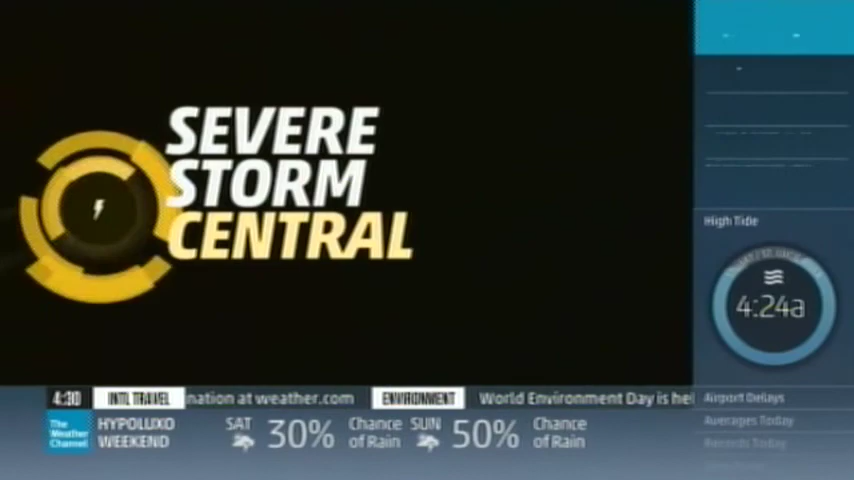 SEVERE
STORM
CENTRAL
High Tide
4:24a
4:30 INTL TRAVEL nation at weather.com ENVIRONMENT World Environment Day is hel
Airport Delays
Averages Today
Records Today
The Weather Channel
HYPOLUXO WEEKEND
SAT 30% Chance of Rain
SUN 50% Chance of Rain